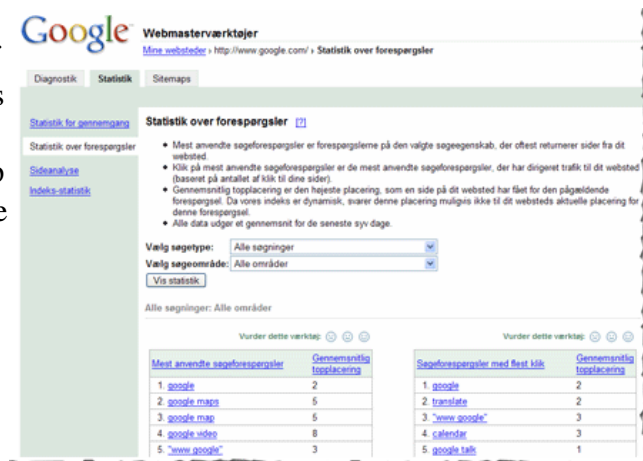 Google Webmasterværktøjer
Mine websteder › http://www.google.com/ › Statistik over forespørgsler
Diagnostik Statistik Sitemaps
Statistik for gennemgang
Statistik over forespørgsler
Sideanalyse
Indeks-statistik
Statistik over forespørgsler [?]
Mest anvendte søgeforespørgsler er forespørgslerne på den valgte søgeegenskab, der oftest returnerer sider fra dit
websted.
Klik på mest anvendte søgeforespørgsler er de mest anvendte søgeforespørgsler, der har dirigeret trafik til dit websted
(baseret på antallet af klik til dine sider).
Gennemsnitlig topplacering er den højeste placering, som en side på dit websted har fået for den pågældende
forespørgsel. Da vores indeks er dynamisk, svarer denne placering muligvis ikke til dit websteds aktuelle placering for
denne forespørgsel.
Alle data udgør et gennemsnit for de seneste syv dage.
Vælg søgetype: Alle søgninger
Vælg søgeområde: Alle områder
Vis statistik
Alle søgninger: Alle områder
Vurder dette værktøj:
Mest anvendte søgeforespørgsler Gennemsnitlig topplacering
1. google 2
2. google maps 5
3. google map 5
4. google video 8
5. "www google" 3
Vurder dette værktøj:
Søgeforespørgsler med flest klik Gennemsnitlig topplacering
1. google 2
2. translate 2
3. "www google" 3
4. calendar 3
5. google talk 1